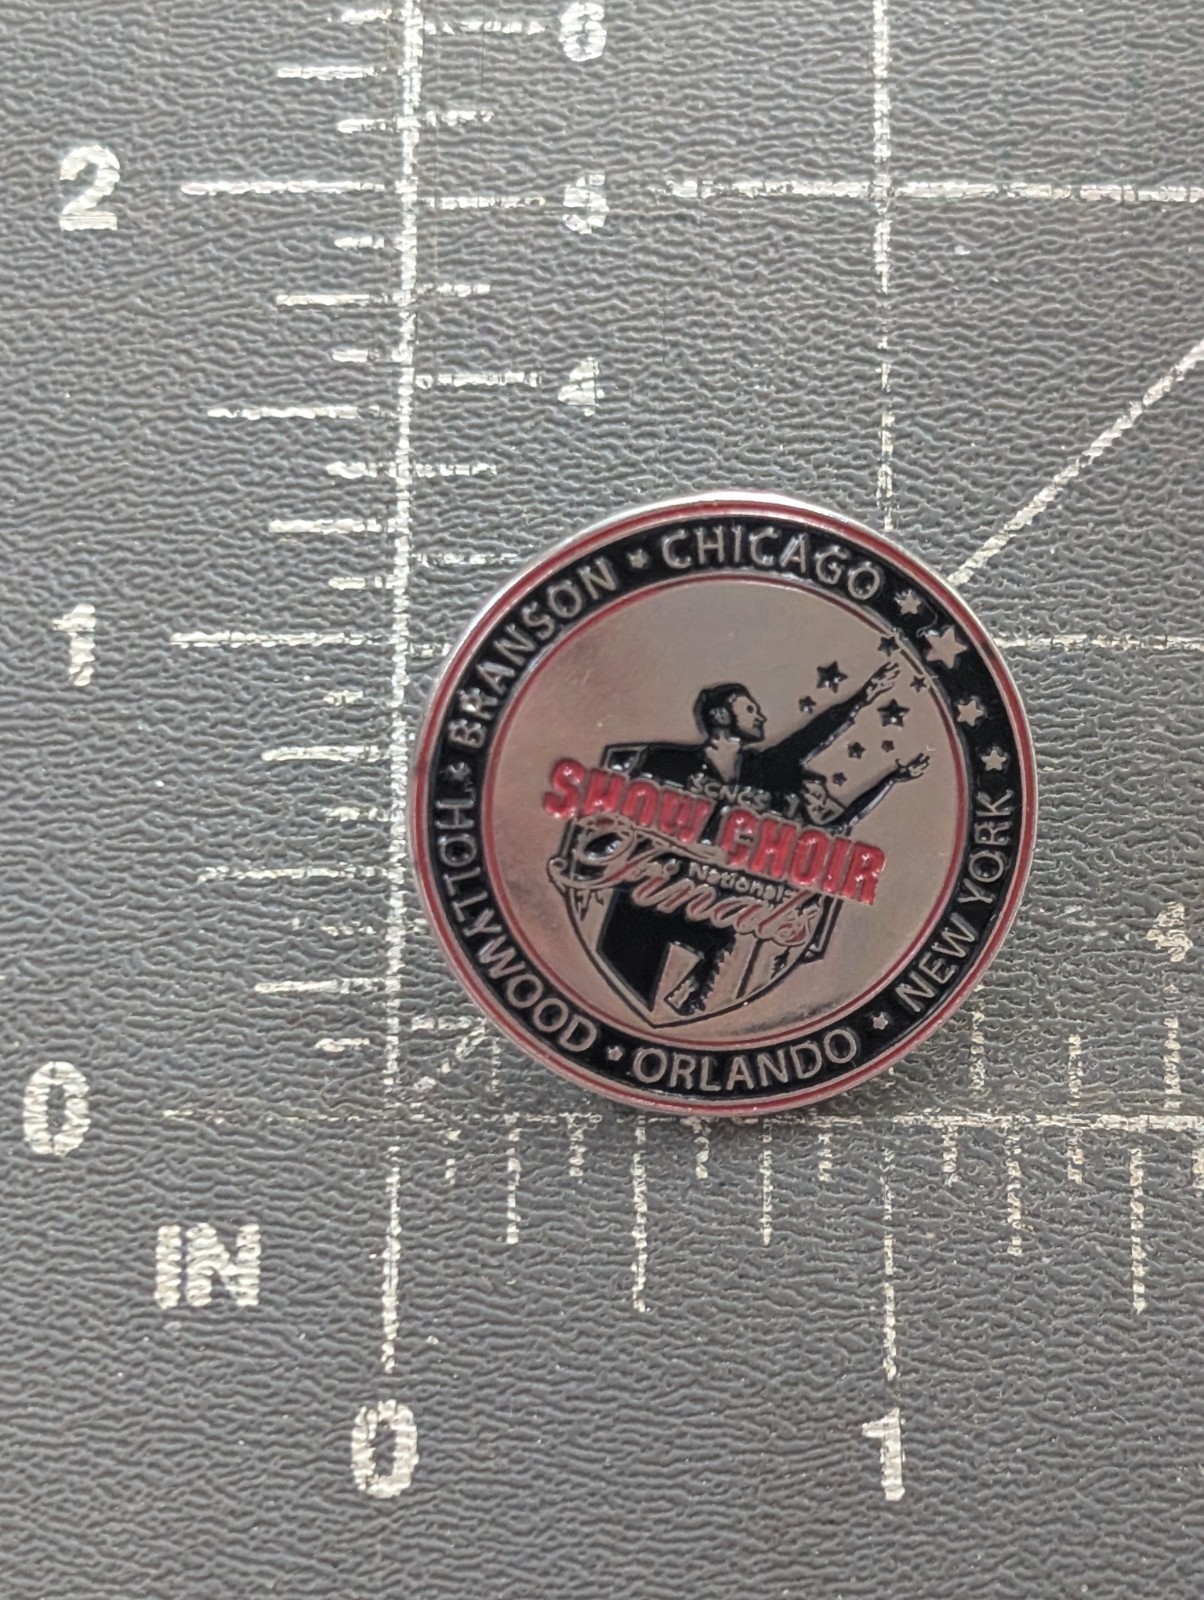 6
2
5
4
1
BRANSON ★ CHICAGO ★
HOLLYWOOD ★ ORLANDO ★ NEW YORK ★
SCNGS
SHOW CHOIR
National
Finals
0
IN
0
1